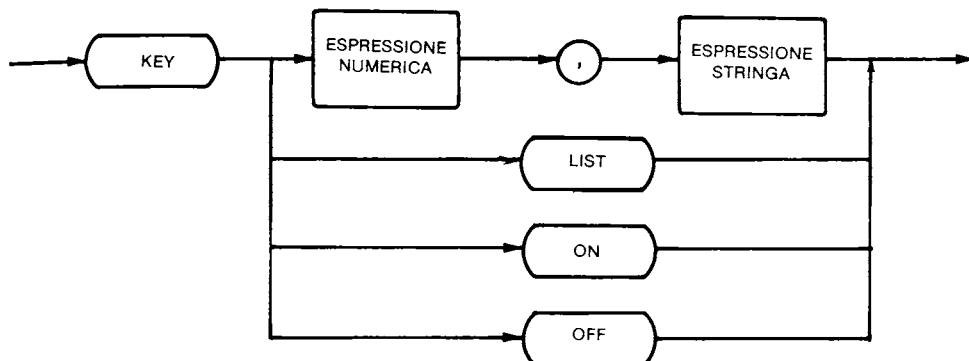 KEY
ESPRESSIONE
NUMERICA
,
ESPRESSIONE
STRINGA
LIST
ON
OFF